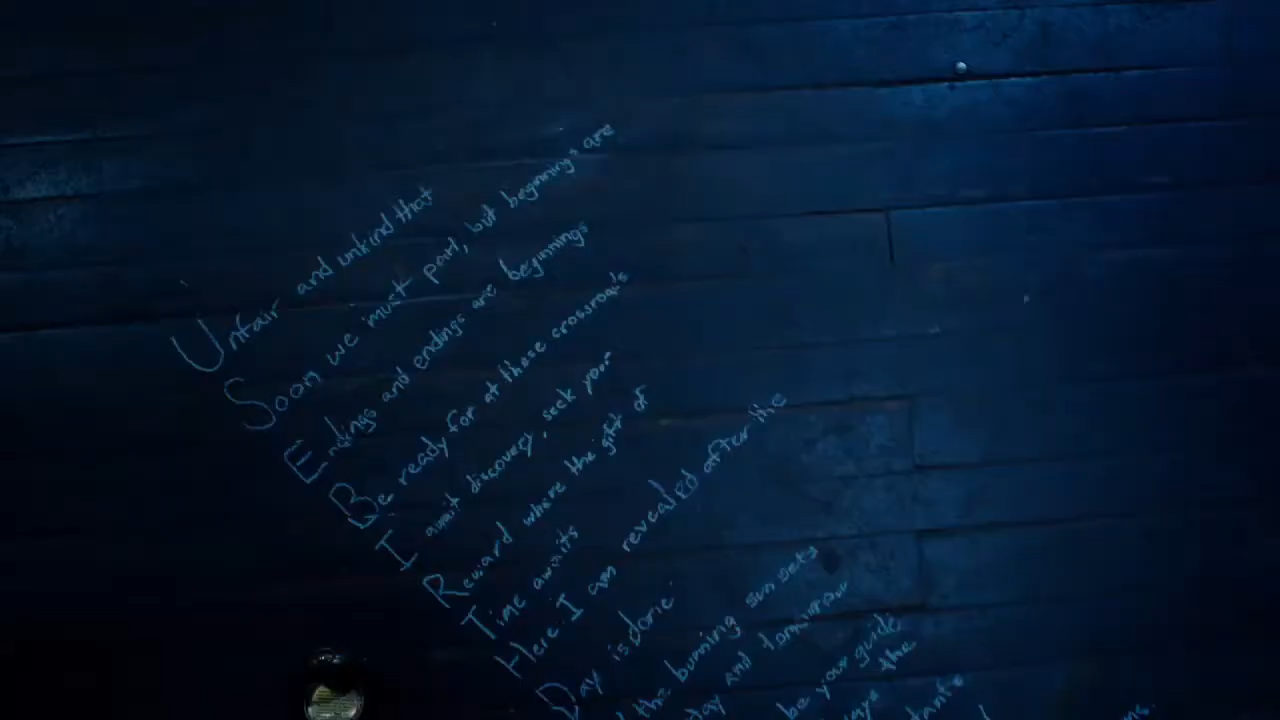 Unfair and unkind that
Soon we must part, but beginnings are
Endings and endings are beginnings
Be ready for at these crossroads
I await discovery, seek your
Reward where the gift of
Time awaits
Here I am revealed after the
Day is done
the burning sun sets
day and tomorrow
be your guide
the